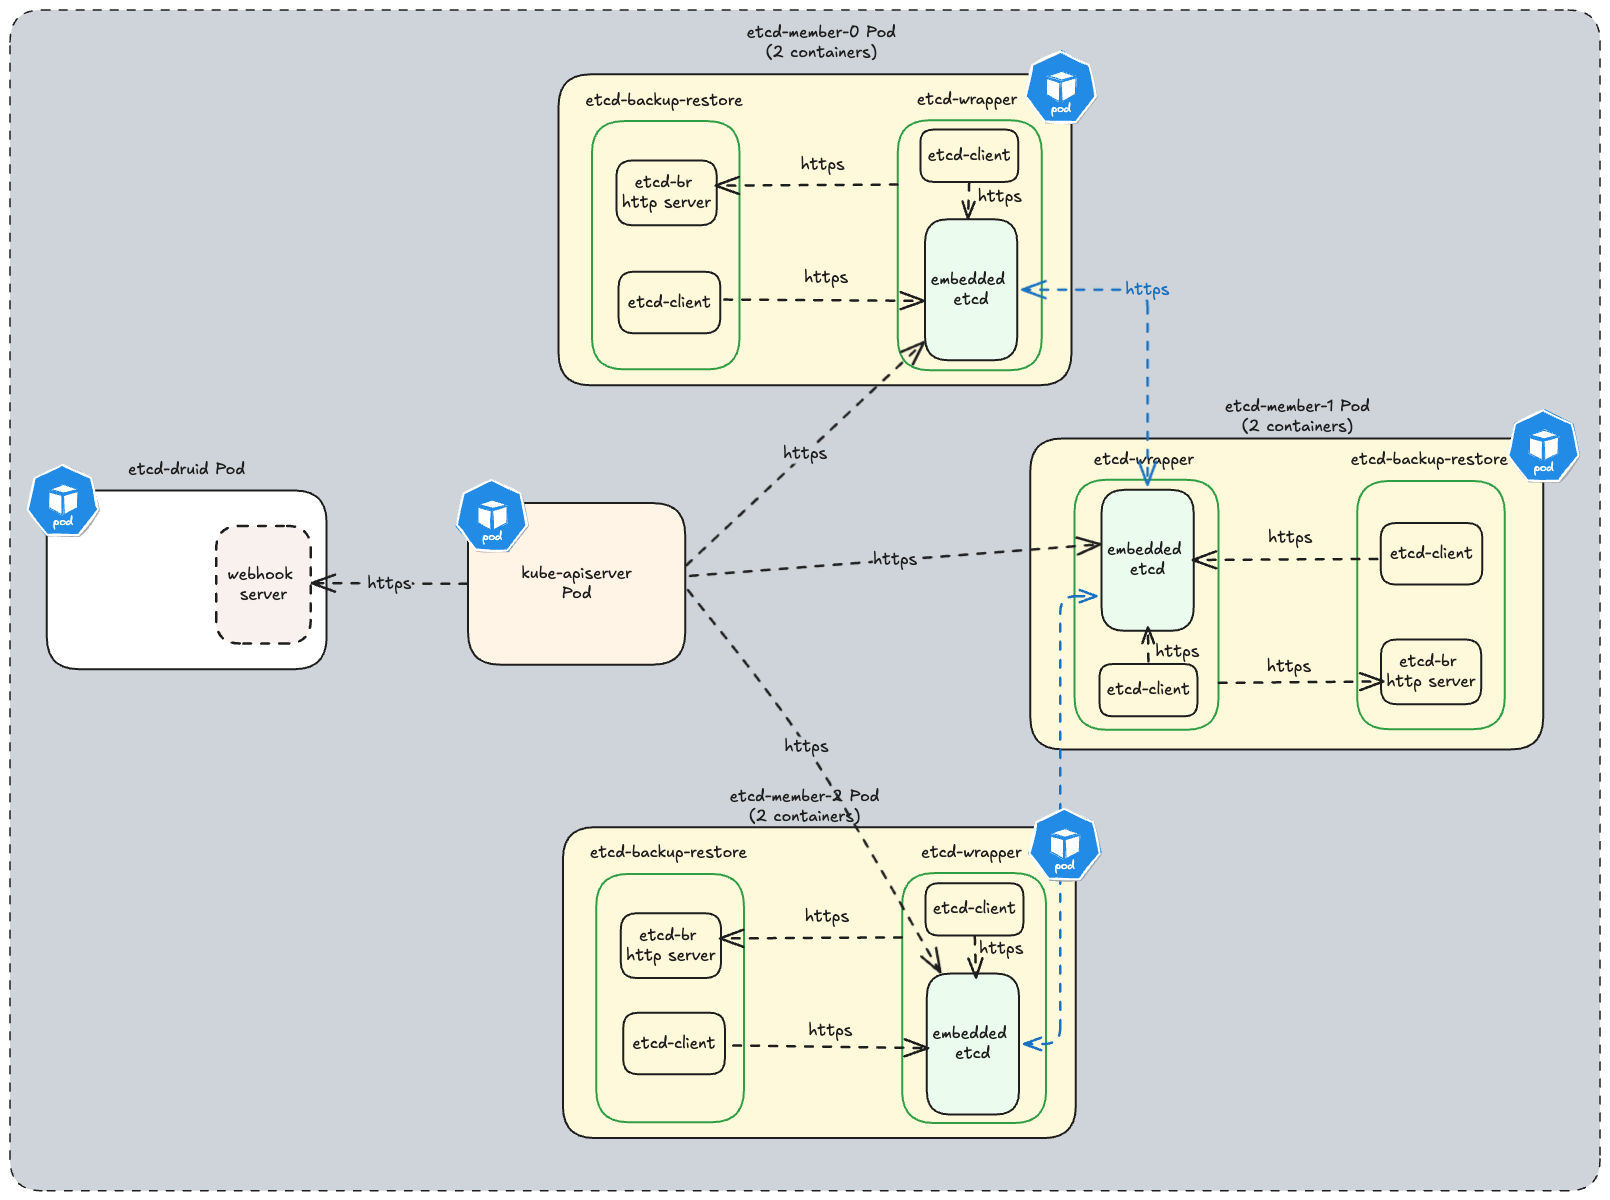 etcd-member-0 Pod
(2 containers)
pod
etcd-backup-restore
etcd-wrapper
etcd-br
http server
https
etcd-client
https
etcd-client
https
embedded
etcd
https
https
etcd-druid Pod
pod
webhook
server
https
pod
kube-apiserver
Pod
https
https
etcd-member-1 Pod
(2 containers)
pod
etcd-wrapper
etcd-backup-restore
embedded
etcd
https
etcd-client
https
etcd-client
https
etcd-br
http server
etcd-member-2 Pod
(2 containers)
pod
etcd-backup-restore
etcd-wrapper
etcd-br
http server
https
etcd-client
https
etcd-client
https
embedded
etcd